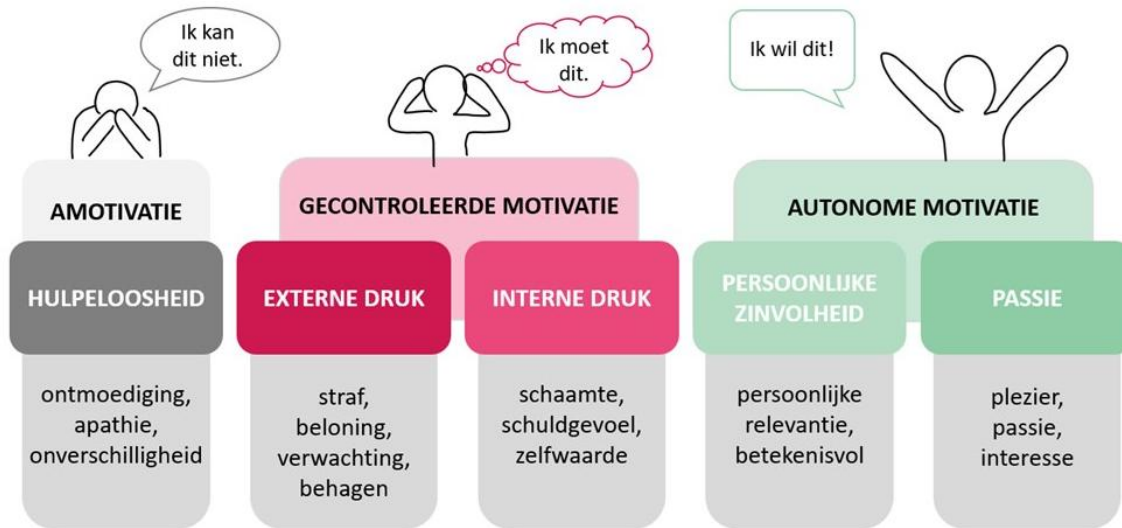 Ik kan
dit niet.
Ik moet
dit.
Ik wil dit!
AMOTIVATIE
GECONTROLEERDE MOTIVATIE
AUTONOME MOTIVATIE
HULPELOOSHEID
EXTERNE DRUK
INTERNE DRUK
PERSOONLIJKE
ZINVOLHEID
PASSIE
ontmoediging,
apathie,
onverschilligheid
straf,
beloning,
verwachting,
behagen
schaamte,
schuldgevoel,
zelfwaarde
persoonlijke
relevantie,
betekenisvol
plezier,
passie,
interesse